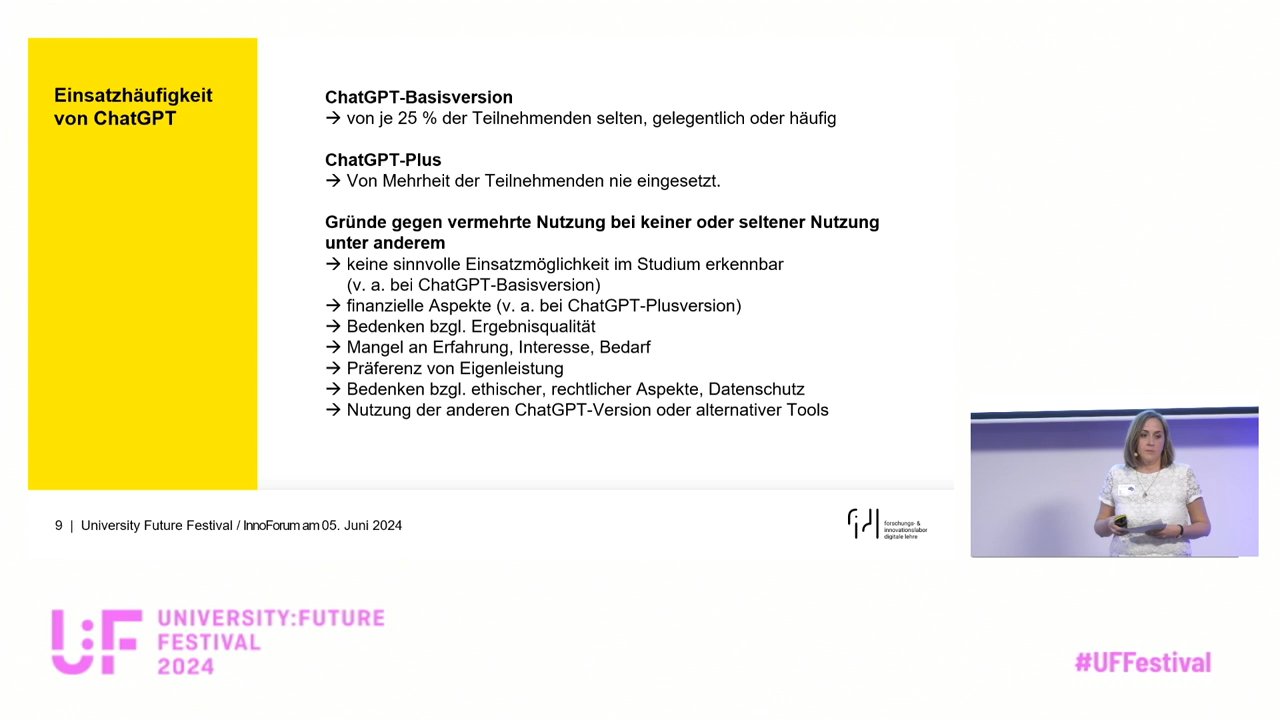 Einsatzhäufigkeit
von ChatGPT
ChatGPT-Basisversion
→ von je 25 % der Teilnehmenden selten, gelegentlich oder häufig
ChatGPT-Plus
→ Von Mehrheit der Teilnehmenden nie eingesetzt.
Gründe gegen vermehrte Nutzung bei keiner oder seltener Nutzung
unter anderem
→ keine sinnvolle Einsatzmöglichkeit im Studium erkennbar
(v. a. bei ChatGPT-Basisversion)
→ finanzielle Aspekte (v. a. bei ChatGPT-Plusversion)
→ Bedenken bzgl. Ergebnisqualität
→ Mangel an Erfahrung, Interesse, Bedarf
→ Präferenz von Eigenleistung
→ Bedenken bzgl. ethischer, rechtlicher Aspekte, Datenschutz
→ Nutzung der anderen ChatGPT-Version oder alternativer Tools
9 | University Future Festival / InnoForum am 05. Juni 2024
fidl
forschungs- &
innovationslabor
digitale lehre
U:F
UNIVERSITY:FUTURE
FESTIVAL
2024
#UFFestival